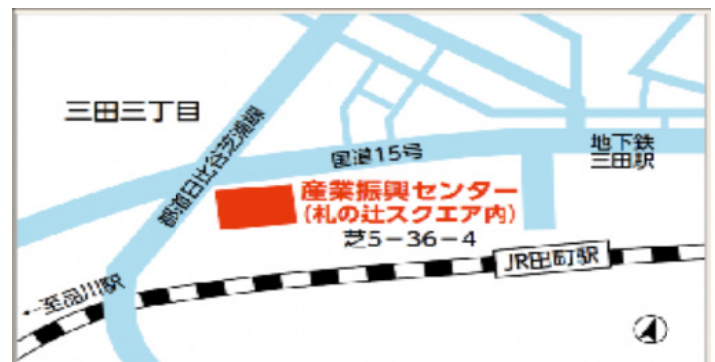 三田三丁目
都道日比谷芝浦線
国道15号
地下鉄
三田駅
産業振興センター
(札の辻スクエア内)
芝5-36-4
JR田町駅
←至品川駅